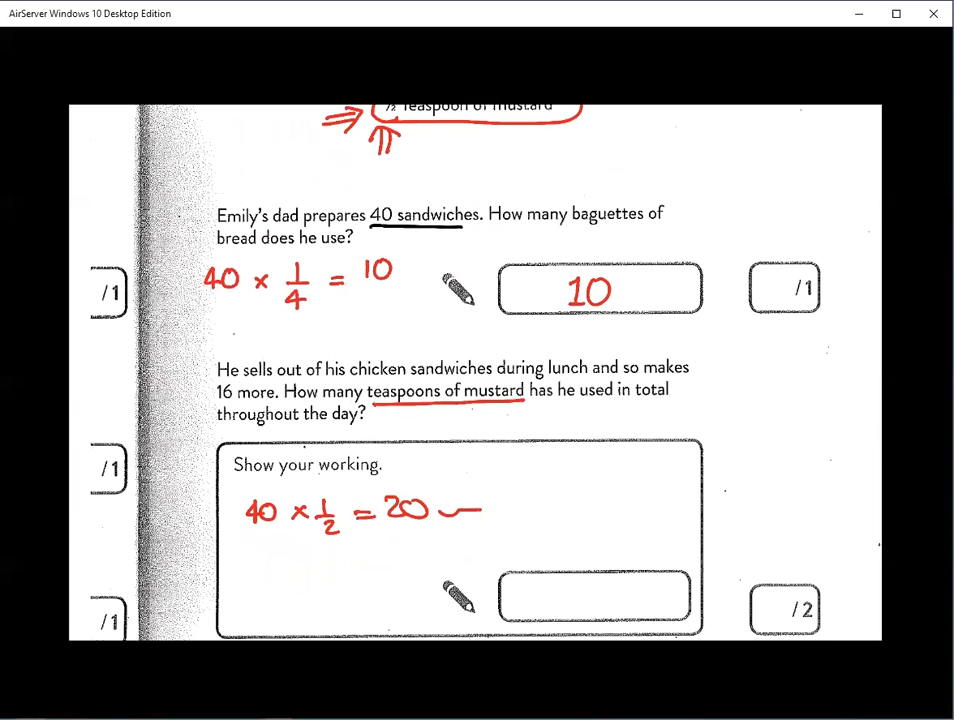 AirServer Windows 10 Desktop Edition
½ Teaspoon of mustard
Emily's dad prepares 40 sandwiches. How many baguettes of
bread does he use?
40 × 1/4 = 10
10
/1
/1
He sells out of his chicken sandwiches during lunch and so makes
16 more. How many teaspoons of mustard has he used in total
throughout the day?
Show your working.
/1
40 × 1/2 = 20
/1
/2